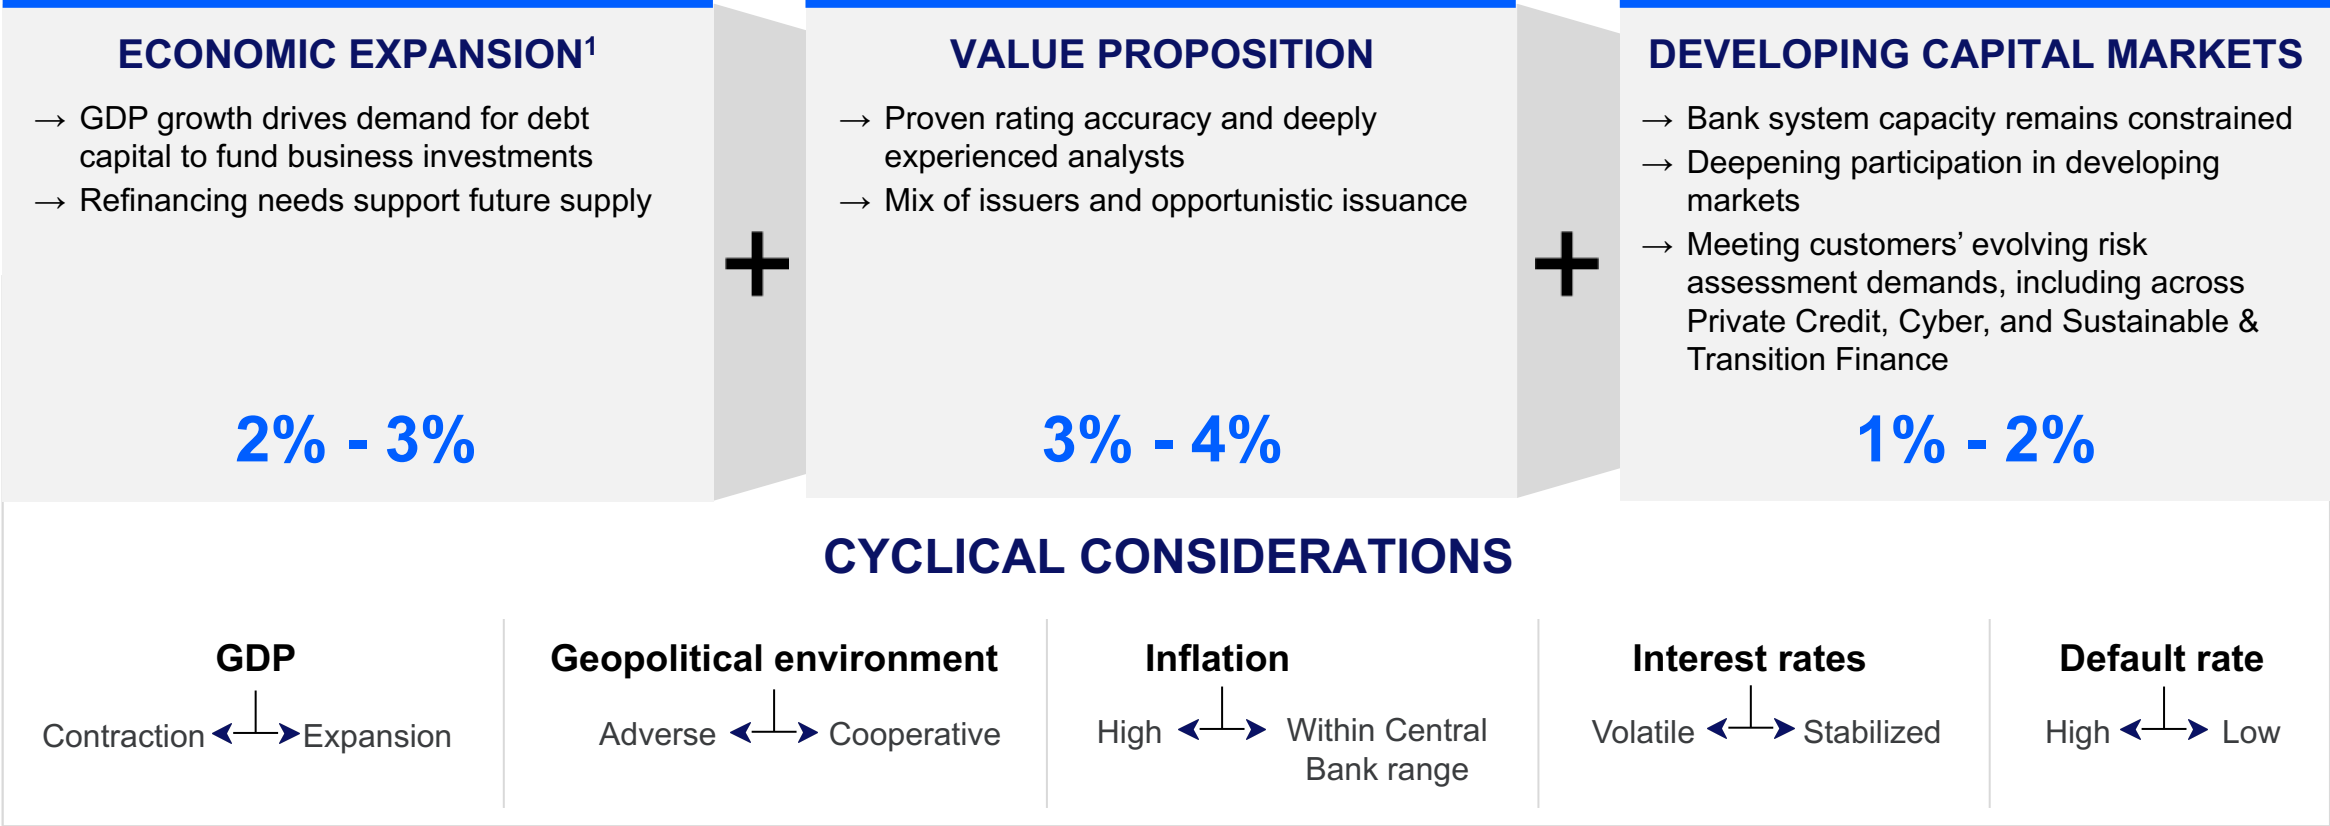 ECONOMIC EXPANSION¹
→ GDP growth drives demand for debt
capital to fund business investments
→ Refinancing needs support future supply
2% - 3%
+
VALUE PROPOSITION
→ Proven rating accuracy and deeply
experienced analysts
→ Mix of issuers and opportunistic issuance
3% - 4%
+
DEVELOPING CAPITAL MARKETS
→ Bank system capacity remains constrained
→ Deepening participation in developing
markets
→ Meeting customers’ evolving risk
assessment demands, including across
Private Credit, Cyber, and Sustainable &
Transition Finance
1% - 2%
CYCLICAL CONSIDERATIONS
GDP
Contraction Expansion
Geopolitical environment
Adverse Cooperative
Inflation
High Within Central
Bank range
Interest rates
Volatile Stabilized
Default rate
High Low